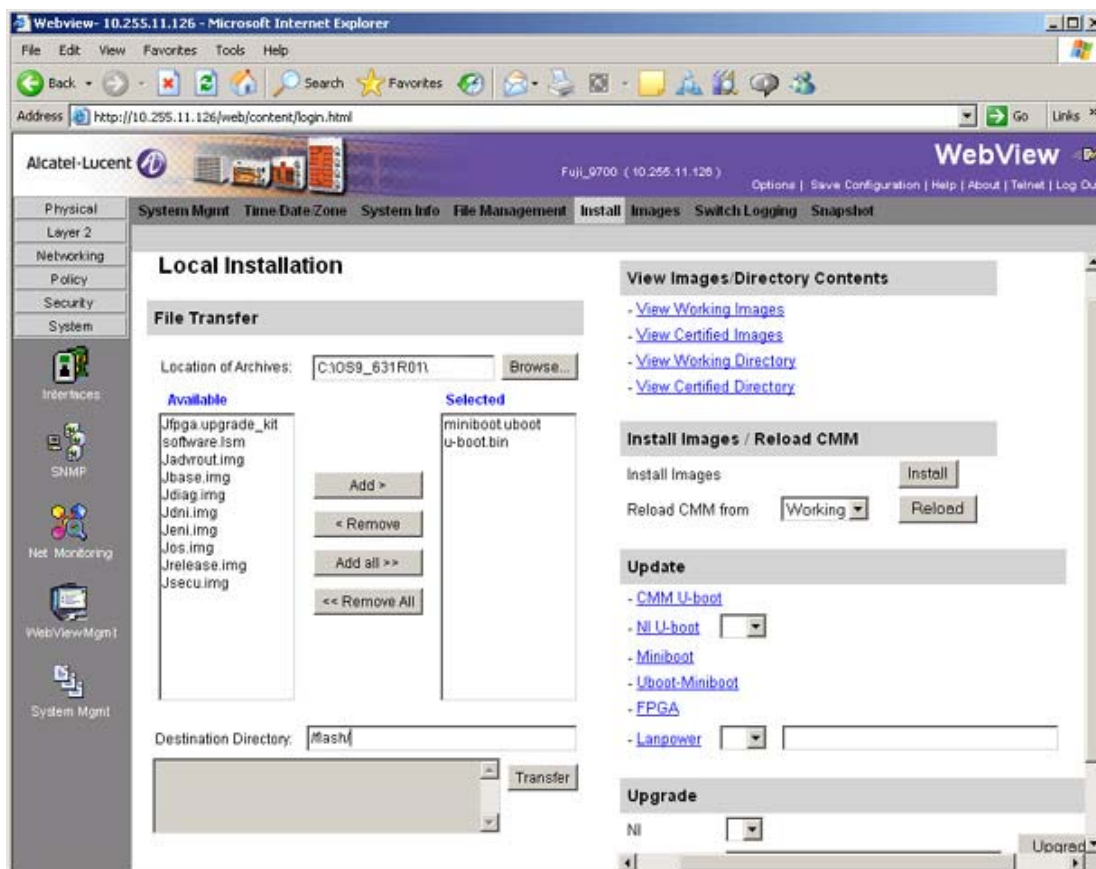 Webview- 10.255.11.126 - Microsoft Internet Explorer
File Edit View Favorites Tools Help
Back Search Favorites
Address http://10.255.11.126/web/content/login.html Go Links
Alcatel-Lucent
Fuji_9700 ( 10.255.11.126 )
WebView
Options | Save Configuration | Help | About | Telnet | Log Ou
Physical
Layer 2
Networking
Policy
Security
System
Interfaces
SNMP
Net Monitoring
WebViewMgmt
System Mgmt
System Mgmt Time/Date/Zone System Info File Management Install Images Switch Logging Snapshot
Local Installation
File Transfer
Location of Archives: C:\OS9_631R01\ Browse...
Available
Jfpga.upgrade_kit
software.lsm
Jadvrout.img
Jbase.img
Jdiag.img
Jdni.img
Jeni.img
Jos.img
Jrelease.img
Jsecu.img
Add >
< Remove
Add all >>
<< Remove All
Selected
miniboot.uboot
u-boot.bin
Destination Directory: /flash/
Transfer
View Images/Directory Contents
- View Working Images
- View Certified Images
- View Working Directory
- View Certified Directory
Install Images / Reload CMM
Install Images Install
Reload CMM from Working Reload
Update
- CMM U-boot
- NI U-boot
- Miniboot
- Uboot-Miniboot
- FPGA
- Lanpower
Upgrade
NI
Upgrad